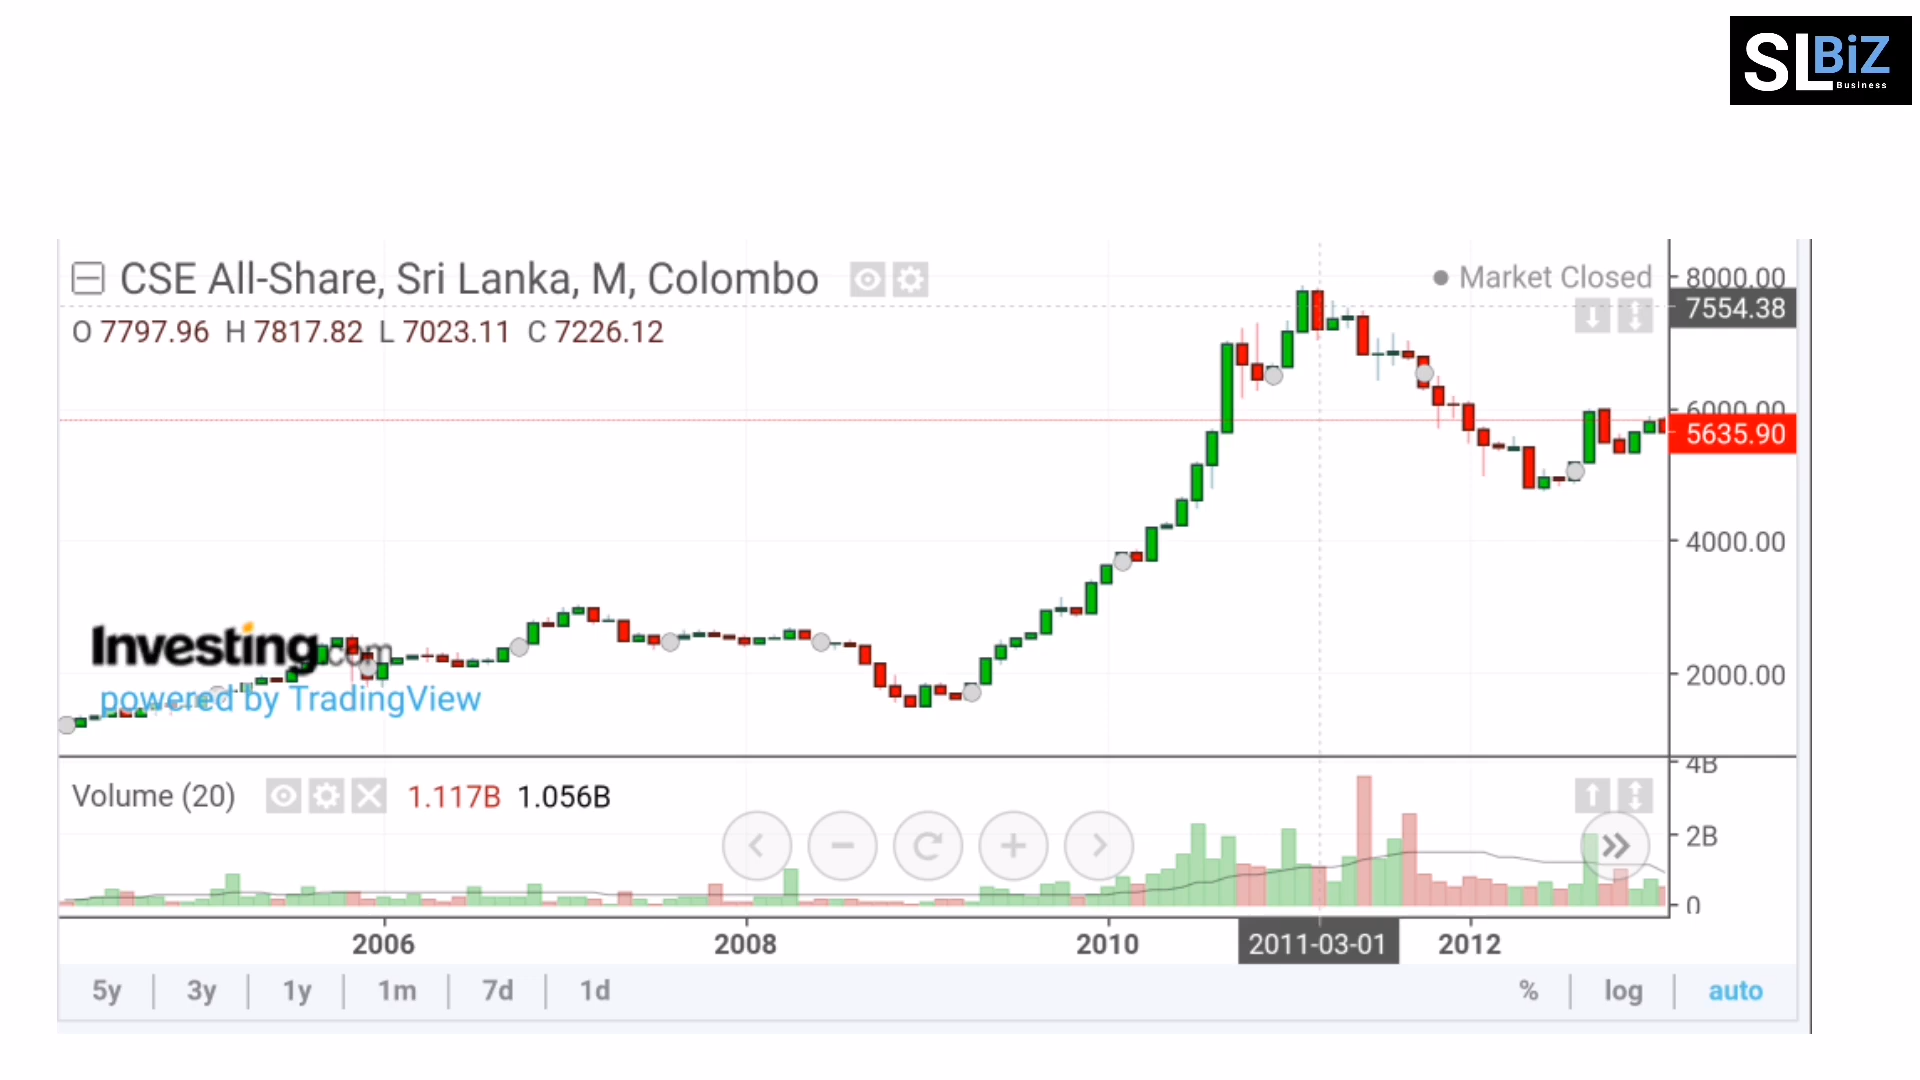 SL BiZ
Business
CSE All-Share, Sri Lanka, M, Colombo
Market Closed
O 7797.96 H 7817.82 L 7023.11 C 7226.12
8000.00
7554.38
6000.00
5635.90
4000.00
2000.00
Investing.com
powered by TradingView
Volume (20) 1.117B 1.056B
4B
2B
0
2006 2008 2010 2011-03-01 2012
5y 3y 1y 1m 7d 1d % log auto